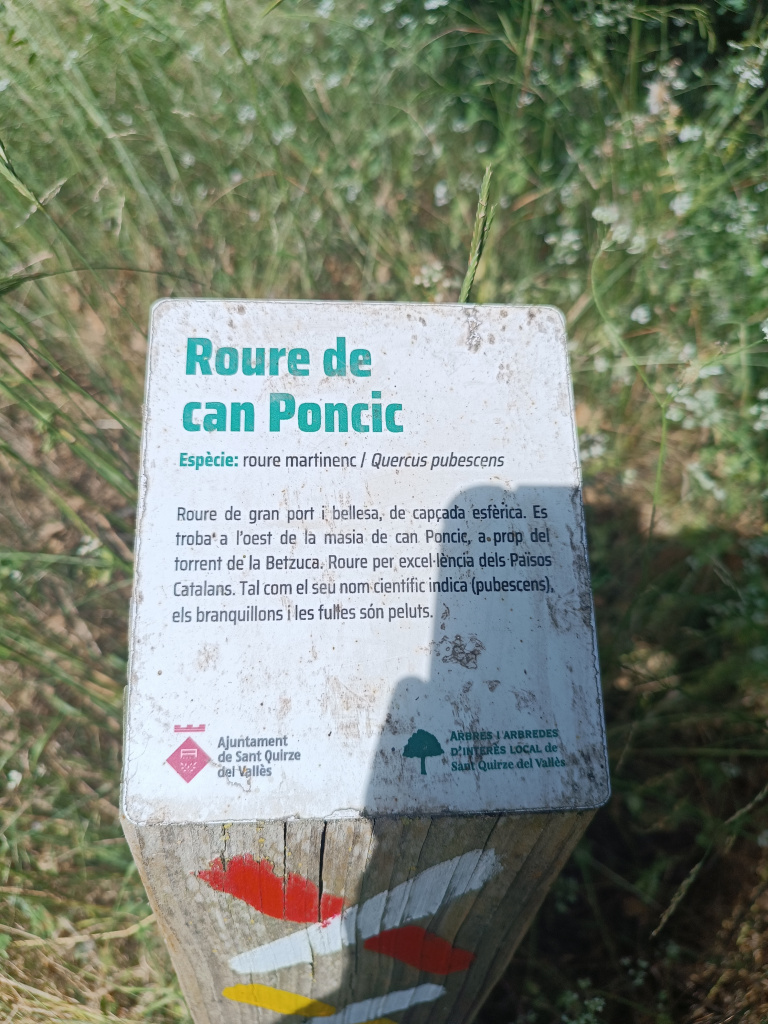 Roure de
can Poncic
Espècie: roure martinenc / Quercus pubescens
Roure de gran port i bellesa, de capçada esfèrica. Es
troba a l'oest de la masia de can Poncic, a prop del
torrent de la Betzuca. Roure per excel·lència dels Països
Catalans. Tal com el seu nom científic indica (pubescens),
els branquillons i les fulles són peluts.
Ajuntament
de Sant Quirze
del Vallès
Arbres i arbredes
d'interès local de
Sant Quirze del Vallès